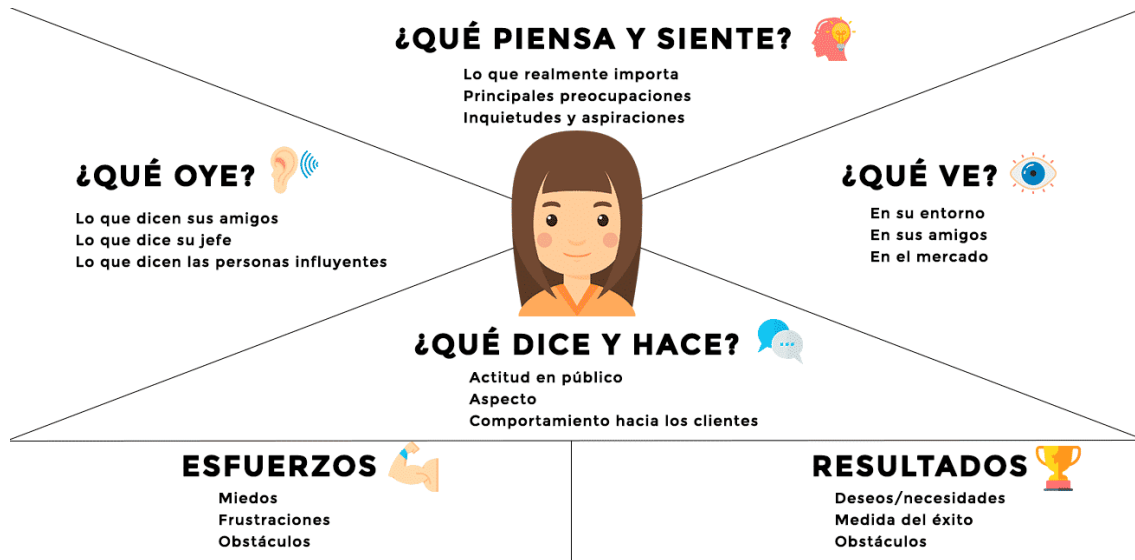 ¿QUÉ PIENSA Y SIENTE?
Lo que realmente importa
Principales preocupaciones
Inquietudes y aspiraciones
¿QUÉ OYE?
Lo que dicen sus amigos
Lo que dice su jefe
Lo que dicen las personas influyentes
¿QUÉ VE?
En su entorno
En sus amigos
En el mercado
¿QUÉ DICE Y HACE?
Actitud en público
Aspecto
Comportamiento hacia los clientes
ESFUERZOS
Miedos
Frustraciones
Obstáculos
RESULTADOS
Deseos/necesidades
Medida del éxito
Obstáculos